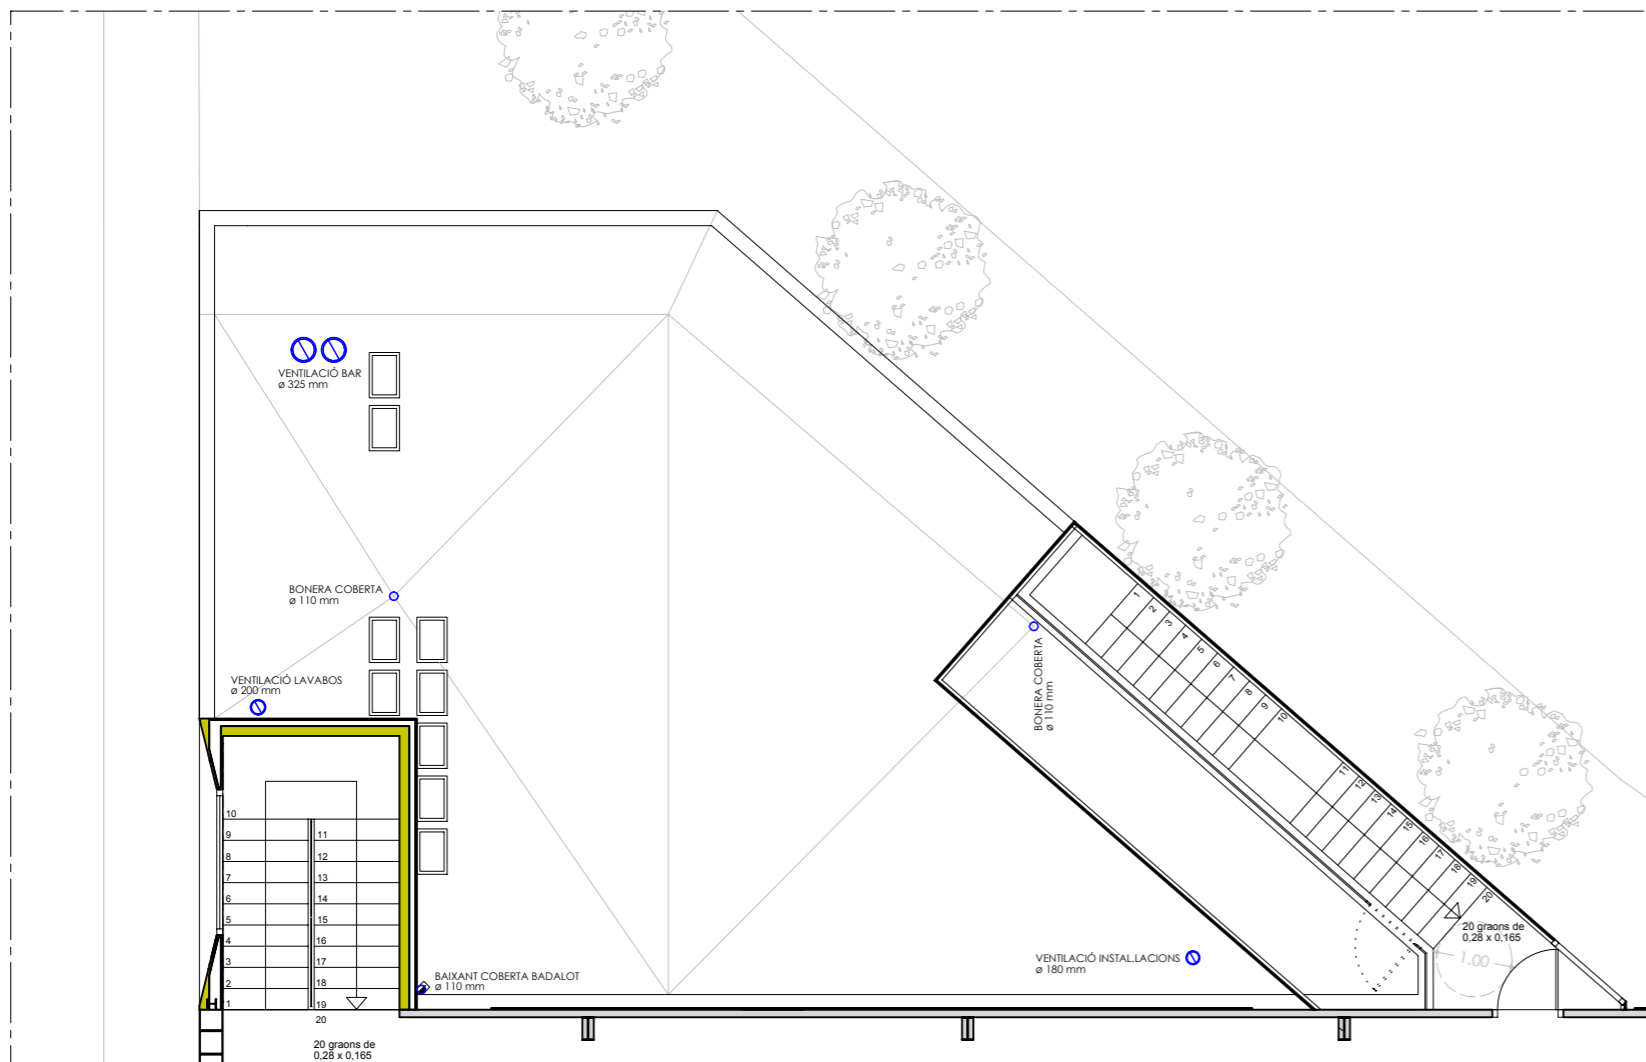 VENTILACIÓ BAR
ø 325 mm
BONERA COBERTA
ø 110 mm
VENTILACIÓ LAVABOS
ø 200 mm
BONERA COBERTA
ø 110 mm
1
2
3
4
5
6
7
8
9
10
11
12
13
14
15
16
17
18
19
20
20 graons de
0,28 x 0,165
1.00
VENTILACIÓ INSTAL.LACIONS
ø 180 mm
BAIXANT COBERTA BADALOT
ø 110 mm
10
9
8
7
6
5
4
3
2
1
11
12
13
14
15
16
17
18
19
20
20 graons de
0,28 x 0,165